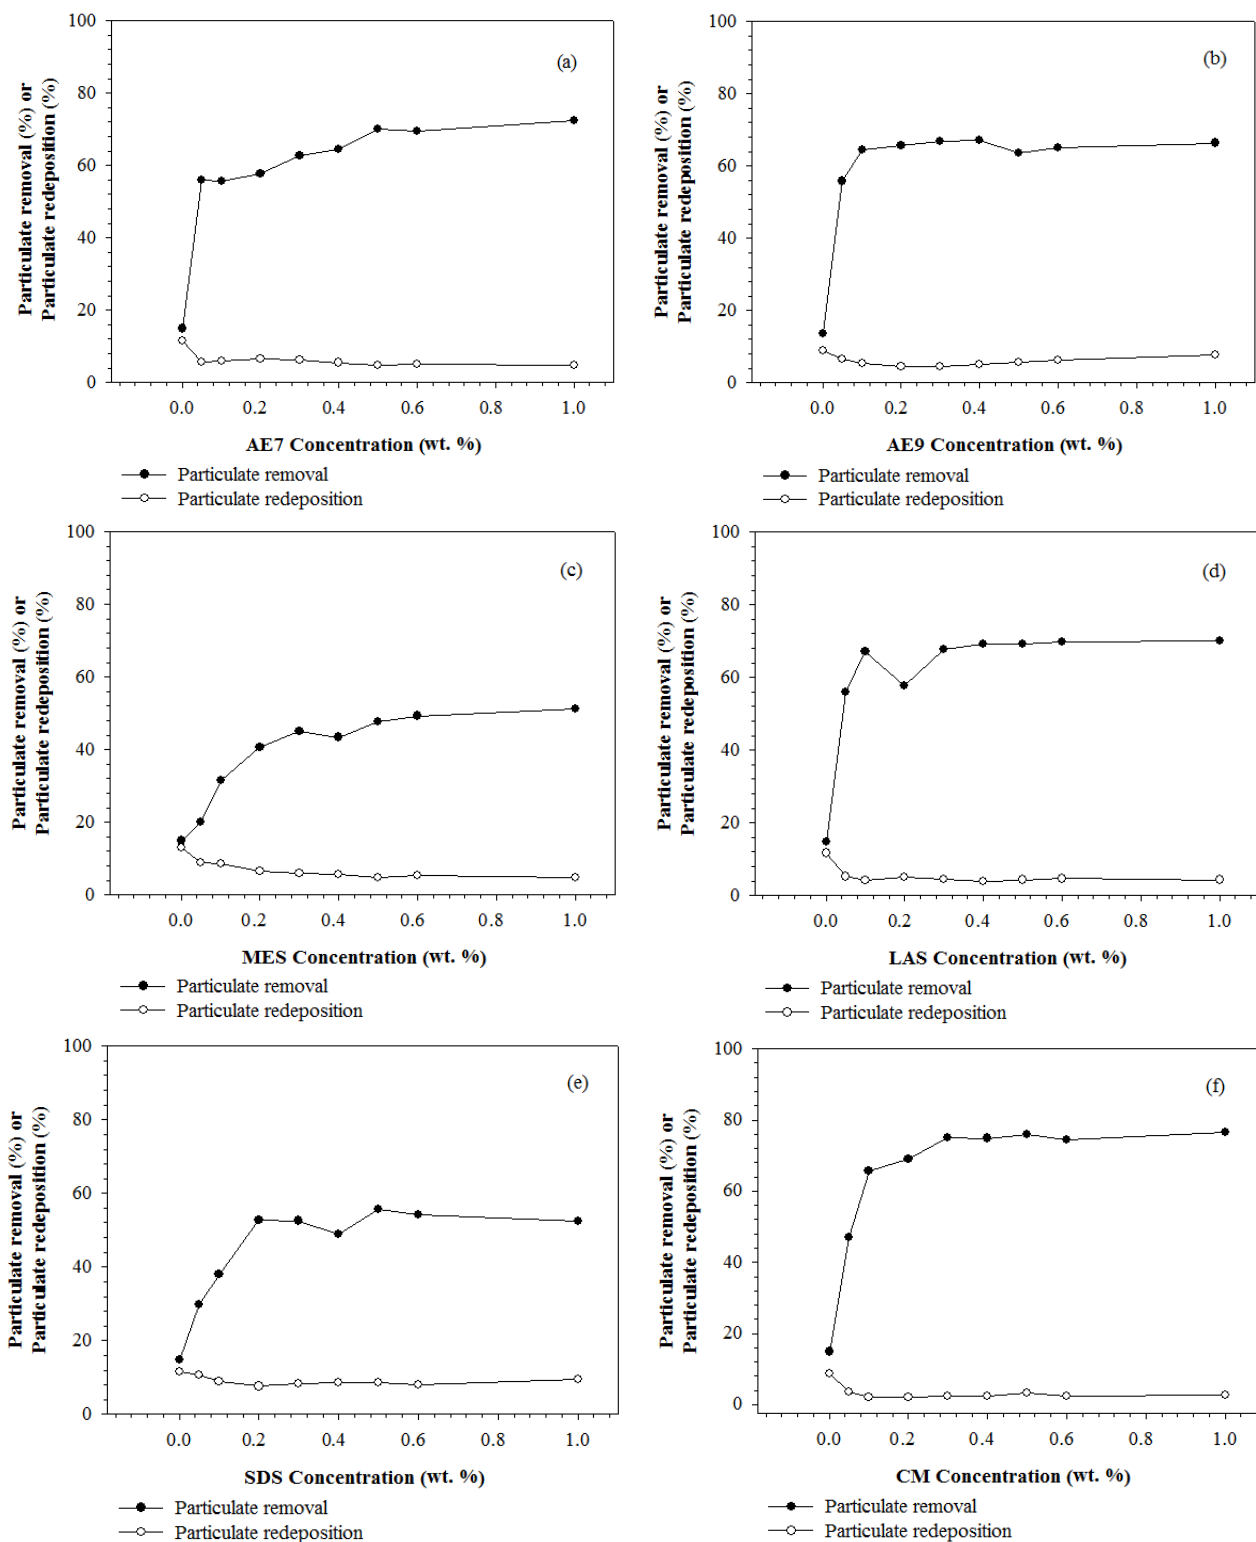 100
80
60
40
20
0
Particulate removal (%) or
Particulate redeposition (%)
(a)
0.0 0.2 0.4 0.6 0.8 1.0
AE7 Concentration (wt. %)
Particulate removal
Particulate redeposition
100
80
60
40
20
0
Particulate removal (%) or
Particulate redeposition (%)
(b)
0.0 0.2 0.4 0.6 0.8 1.0
AE9 Concentration (wt. %)
Particulate removal
Particulate redeposition
100
80
60
40
20
0
Particulate removal (%) or
Particulate redeposition (%)
(c)
0.0 0.2 0.4 0.6 0.8 1.0
MES Concentration (wt. %)
Particulate removal
Particulate redeposition
100
80
60
40
20
0
Particulate removal (%) or
Particulate redeposition (%)
(d)
0.0 0.2 0.4 0.6 0.8 1.0
LAS Concentration (wt. %)
Particulate removal
Particulate redeposition
100
80
60
40
20
0
Particulate removal (%) or
Particulate redeposition (%)
(e)
0.0 0.2 0.4 0.6 0.8 1.0
SDS Concentration (wt. %)
Particulate removal
Particulate redeposition
100
80
60
40
20
0
Particulate removal (%) or
Particulate redeposition (%)
(f)
0.0 0.2 0.4 0.6 0.8 1.0
CM Concentration (wt. %)
Particulate removal
Particulate redeposition